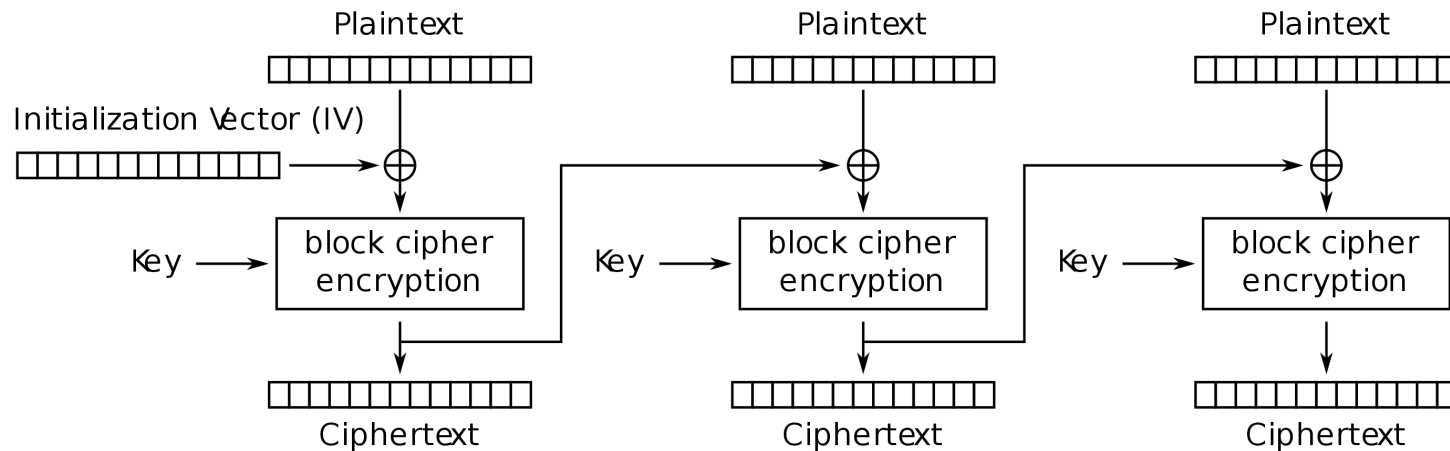 Plaintext
Plaintext
Plaintext
Initialization Vector (IV)
Key
block cipher
encryption
Key
block cipher
encryption
Key
block cipher
encryption
Ciphertext
Ciphertext
Ciphertext